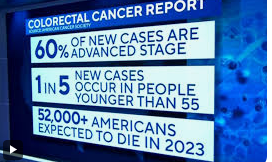 COLORECTAL CANCER REPORT
SOURCE: AMERICAN CANCER SOCIETY
60% OF NEW CASES ARE
ADVANCED STAGE
1 IN 5 NEW CASES
OCCUR IN PEOPLE
YOUNGER THAN 55
52,000+ AMERICANS
EXPECTED TO DIE IN 2023